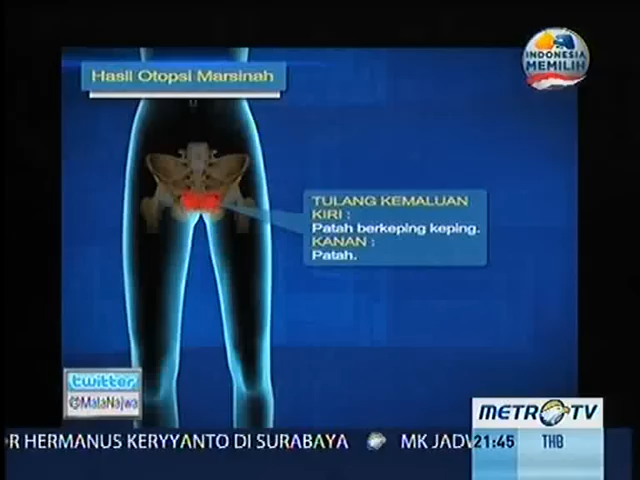 INDONESIA
MEMILIH
Hasil Otopsi Marsinah
TULANG KEMALUAN
KIRI :
Patah berkeping keping.
KANAN :
Patah.
twitter
@MataNajwa
METRO TV
R HERMANUS KERYYANTO DI SURABAYA MK JADW
21:45 THB